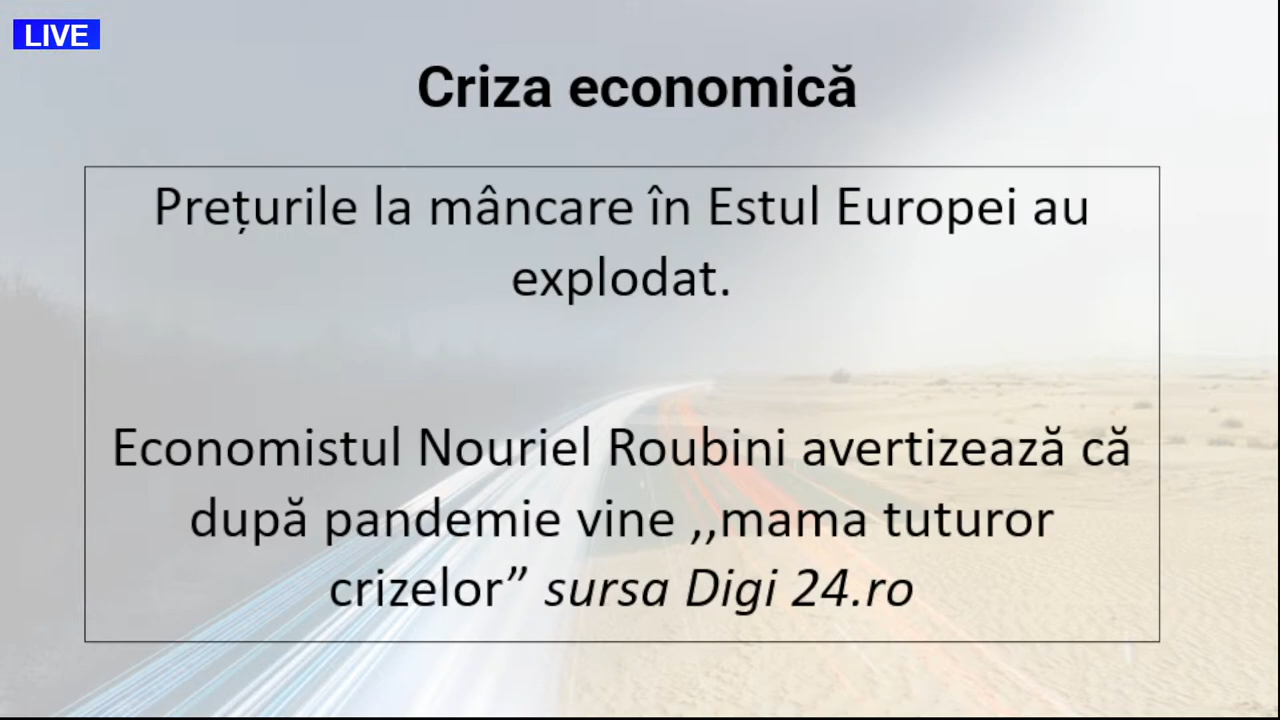 LIVE
Criza economică
Prețurile la mâncare în Estul Europei au
explodat.
Economistul Nouriel Roubini avertizează că
după pandemie vine ,,mama tuturor
crizelor” sursa Digi 24.ro